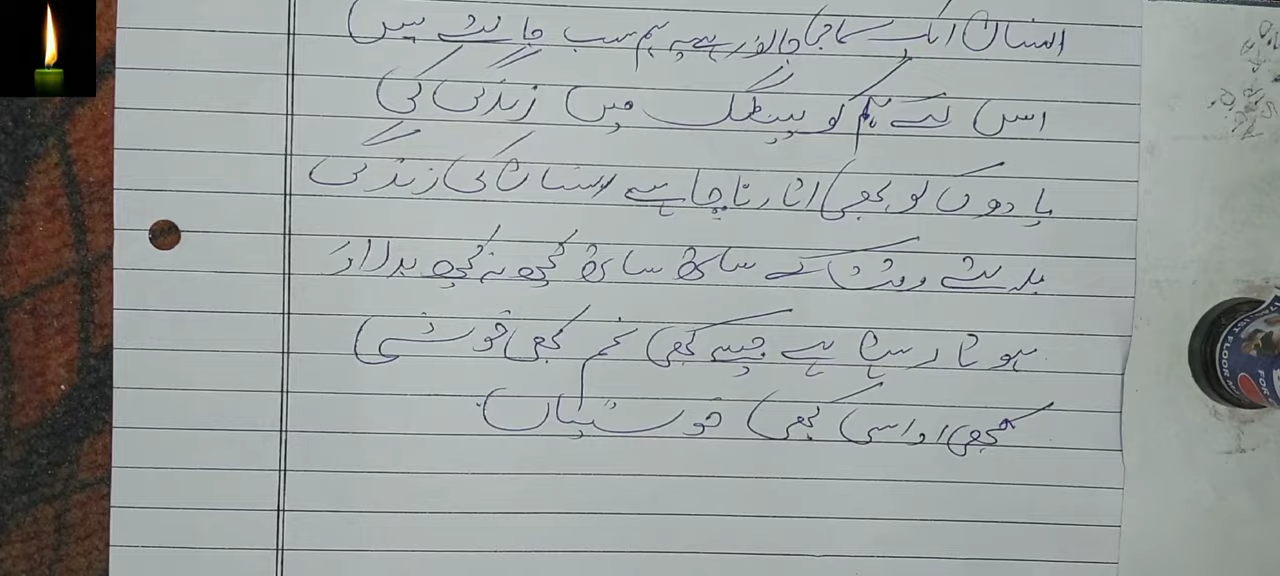 انسان ایک سماجی جانور ہے یہ ہم سب جانتے ہیں
اس لئے ہم کو پینٹنگ میں زندگی کی
یادوں کو بھی اتارنا چاہیے انسان کی زندگی
بدلتے وقت کے ساتھ ساتھ کچھ نہ کچھ بدلاؤ
ہوتا رہتا ہے جیسے کبھی غم کبھی خوشی
کبھی اداسی کبھی خوشیاں